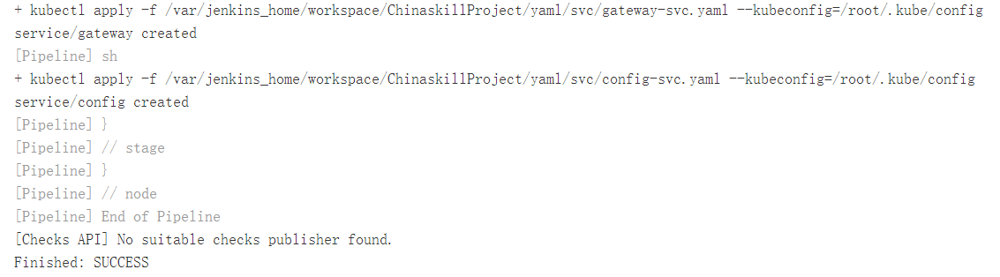 + kubectl apply -f /var/jenkins_home/workspace/ChinaskillProject/yaml/svc/gateway-svc.yaml --kubeconfig=/root/.kube/config
service/gateway created
[Pipeline] sh
+ kubectl apply -f /var/jenkins_home/workspace/ChinaskillProject/yaml/svc/config-svc.yaml --kubeconfig=/root/.kube/config
service/config created
[Pipeline] }
[Pipeline] // stage
[Pipeline] }
[Pipeline] // node
[Pipeline] End of Pipeline
[Checks API] No suitable checks publisher found.
Finished: SUCCESS